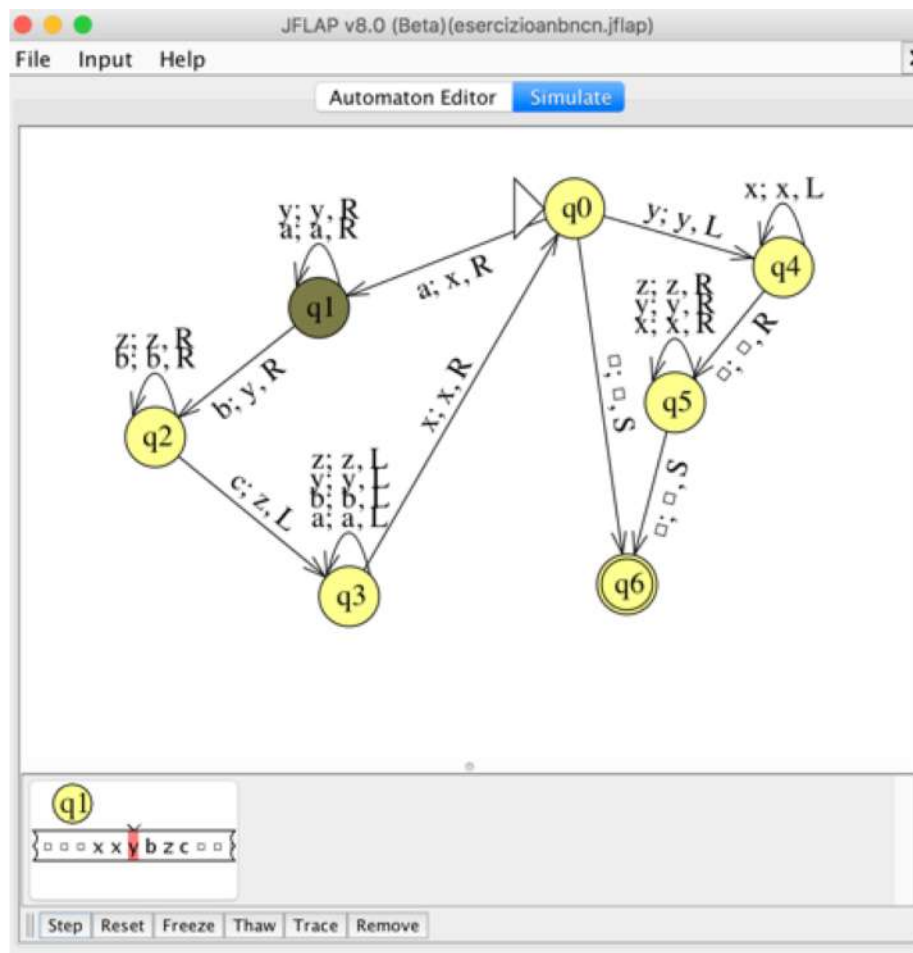 JFLAP v8.0 (Beta)(esercizioanbncn.jflap)
File Input Help
Automaton Editor Simulate
x; x, L
y; y, R
a; a, R
q0
y; y, L
q4
a; x, R
q1
z; z, R
y; y, R
x; x, R
□; □, R
z; z, R
b; b, R
b; y, R
x; x, R
□; □, S
q5
q2
c; z, L
z; z, L
y; y, L
b; b, L
a; a, L
□; □, S
q3
q6
q1
□ □ □ x x y b z c □ □
Step Reset Freeze Thaw Trace Remove